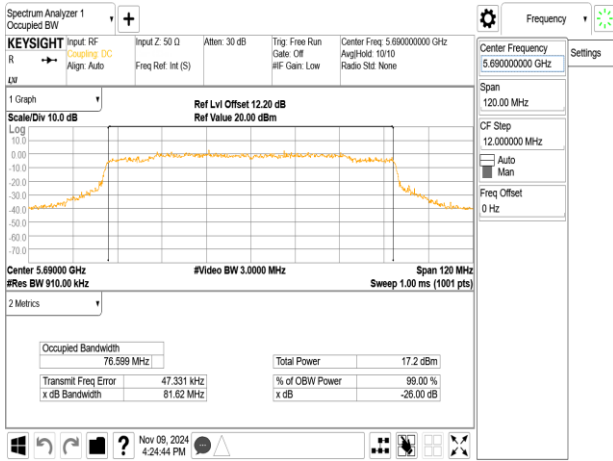 Spectrum Analyzer 1
Occupied BW
KEYSIGHT
R
LXI
Input: RF
Coupling: DC
Align: Auto
Input Z: 50 Ω
Freq Ref: Int (S)
Atten: 30 dB
Trig: Free Run
Gate: Off
#IF Gain: Low
Center Freq: 5.690000000 GHz
Avg|Hold: 10/10
Radio Std: None
1 Graph
Scale/Div 10.0 dB
Ref Lvl Offset 12.20 dB
Ref Value 20.00 dBm
Log
10.0
0.00
-10.0
-20.0
-30.0
-40.0
-50.0
-60.0
-70.0
Center 5.69000 GHz
#Res BW 910.00 kHz
#Video BW 3.0000 MHz
Span 120 MHz
Sweep 1.00 ms (1001 pts)
2 Metrics
Occupied Bandwidth
76.599 MHz
Transmit Freq Error 47.331 kHz
x dB Bandwidth 81.62 MHz
Total Power 17.2 dBm
% of OBW Power 99.00 %
x dB -26.00 dB
Nov 09, 2024
4:24:44 PM
Frequency
Center Frequency
5.690000000 GHz
Span
120.00 MHz
CF Step
12.000000 MHz
Auto
Man
Freq Offset
0 Hz
Settings